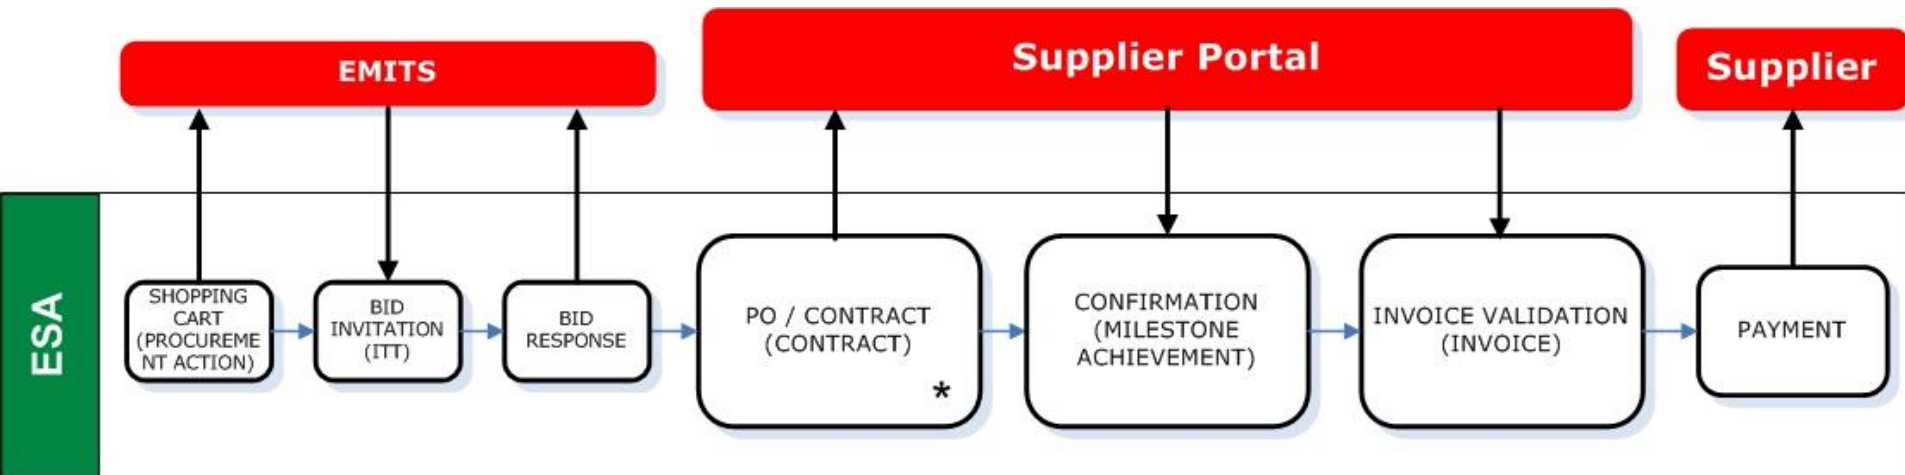 EMITS
Supplier Portal
Supplier
ESA
SHOPPING
CART
(PROCUREME
NT ACTION)
BID
INVITATION
(ITT)
BID
RESPONSE
PO / CONTRACT
(CONTRACT)
*
CONFIRMATION
(MILESTONE
ACHIEVEMENT)
INVOICE VALIDATION
(INVOICE)
PAYMENT